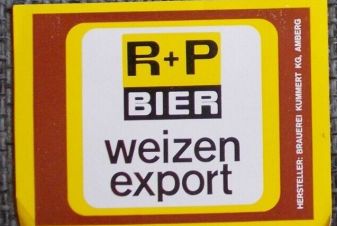 R+P
BIER
weizen
export
HERSTELLER: BRAUEREI KUMMERT KG, AMBERG